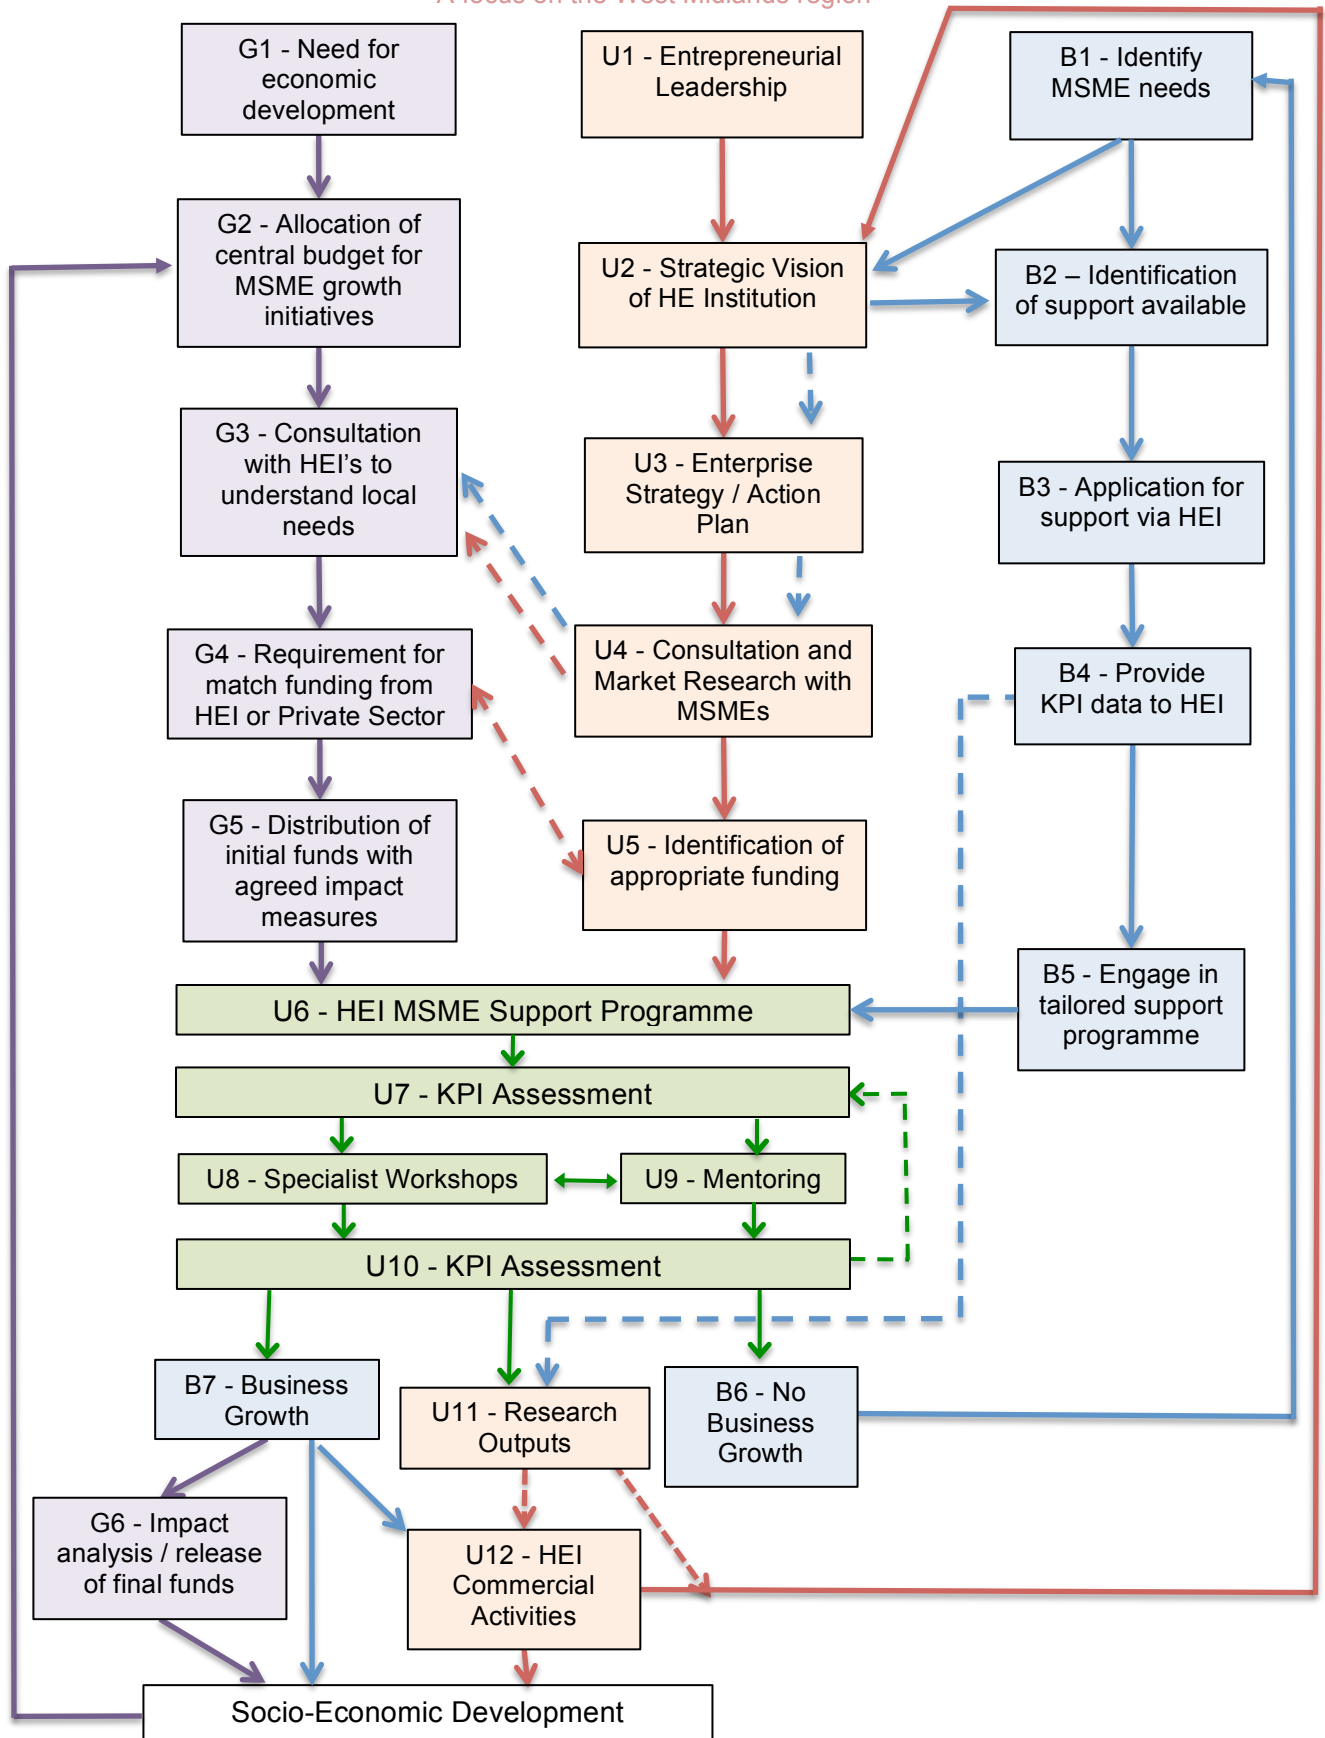 A focus on the West Midlands region
G1 - Need for
economic
development
U1 - Entrepreneurial
Leadership
B1 - Identify
MSME needs
G2 - Allocation of
central budget for
MSME growth
initiatives
U2 - Strategic Vision
of HE Institution
B2 – Identification
of support available
G3 - Consultation
with HEI's to
understand local
needs
U3 - Enterprise
Strategy / Action
Plan
B3 - Application for
support via HEI
G4 - Requirement for
match funding from
HEI or Private Sector
U4 - Consultation and
Market Research with
MSMEs
B4 - Provide
KPI data to HEI
G5 - Distribution of
initial funds with
agreed impact
measures
U5 - Identification of
appropriate funding
B5 - Engage in
tailored support
programme
U6 - HEI MSME Support Programme
U7 - KPI Assessment
U8 - Specialist Workshops
U9 - Mentoring
U10 - KPI Assessment
B7 - Business
Growth
U11 - Research
Outputs
B6 - No
Business
Growth
G6 - Impact
analysis / release
of final funds
U12 - HEI
Commercial
Activities
Socio-Economic Development